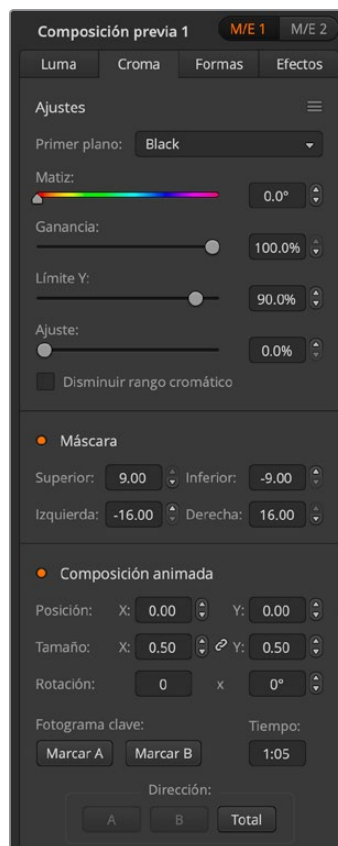 Composición previa 1 M/E 1 M/E 2
Luma Croma Formas Efectos
Ajustes
Primer plano: Black
Matiz:
0.0°
Ganancia:
100.0%
Límite Y:
90.0%
Ajuste:
0.0%
Disminuir rango cromático
Máscara
Superior: 9.00 Inferior: -9.00
Izquierda: -16.00 Derecha: 16.00
Composición animada
Posición: X: 0.00 Y: 0.00
Tamaño: X: 0.50 Y: 0.50
Rotación: 0 x 0°
Fotograma clave: Tiempo:
Marcar A Marcar B 1:05
Dirección:
A B Total